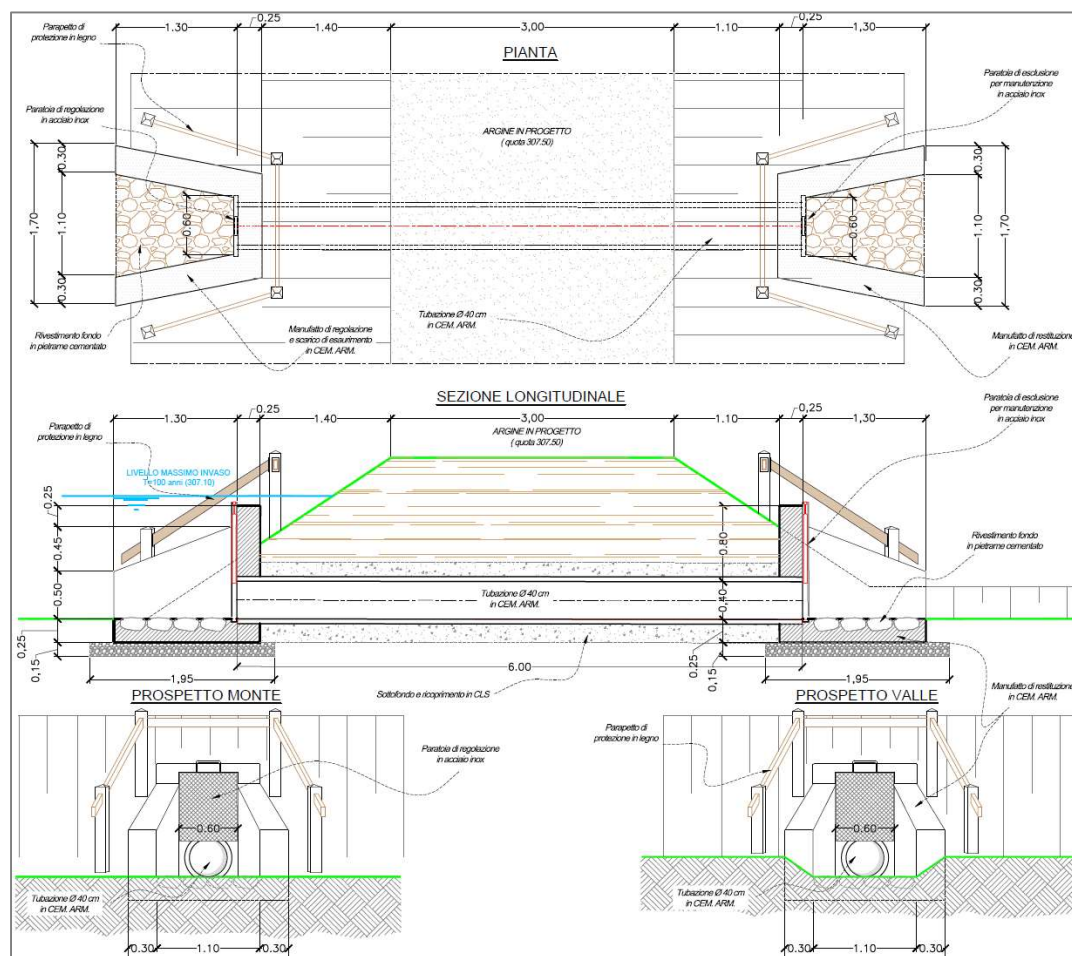 Parapetto di
protezione in legno
1.30
0.25
1.40
3,00
1.10
0.25
1.30
PIANTA
Paratoia di regolazione
in acciaio inox
Paratoia di esclusione
per manutenzione
in acciaio inox
ARGINE IN PROGETTO
( quota 307.50)
0.30
1,70
1.10
0.60
0.30
0.30
0.60
1.10
1.70
0.30
Rivestimento fondo
in pietrame cementato
Manufatto di regolazione
e scarico di esaurimento
in CEM. ARM.
Tubazione Ø 40 cm
in CEM. ARM.
Manufatto di restituzione
in CEM. ARM.
SEZIONE LONGITUDINALE
1.30
0.25
1.40
3,00
1.10
0.25
1.30
Parapetto di
protezione in legno
ARGINE IN PROGETTO
( quota 307.50)
Paratoia di esclusione
per manutenzione
in acciaio inox
LIVELLO MASSIMO INVASO
T=100 anni (307.10)
0.25
0.45
0.50
0,25
0,15
0.80
0,40
0.25
0,15
Rivestimento fondo
in pietrame cementato
Tubazione Ø 40 cm
in CEM. ARM.
6.00
1,95
1,95
Sottofondo e ricoprimento in CLS
PROSPETTO MONTE
PROSPETTO VALLE
Manufatto di restituzione
in CEM. ARM.
Paratoia di regolazione
in acciaio inox
Parapetto di
protezione in legno
0.60
0.60
Tubazione Ø 40 cm
in CEM. ARM.
Tubazione Ø 40 cm
in CEM. ARM.
0.30
1.10
0.30
0.30
1.10
0.30